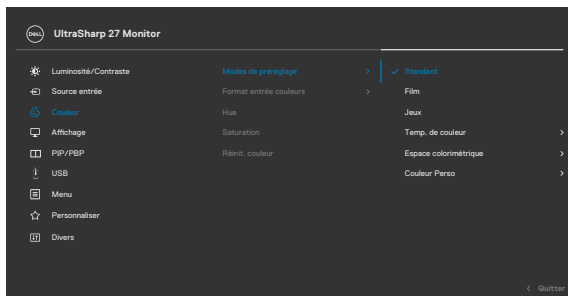 DELL UltraSharp 27 Monitor
Luminosité/Contraste
Source entrée
Couleur
Affichage
PIP/PBP
USB
Menu
Personnaliser
Divers
Modes de préréglage
Format entrée couleurs
Hue
Saturation
Réinit. couleur
Standard
Film
Jeux
Temp. de couleur
Espace colorimétrique
Couleur Perso
Quitter